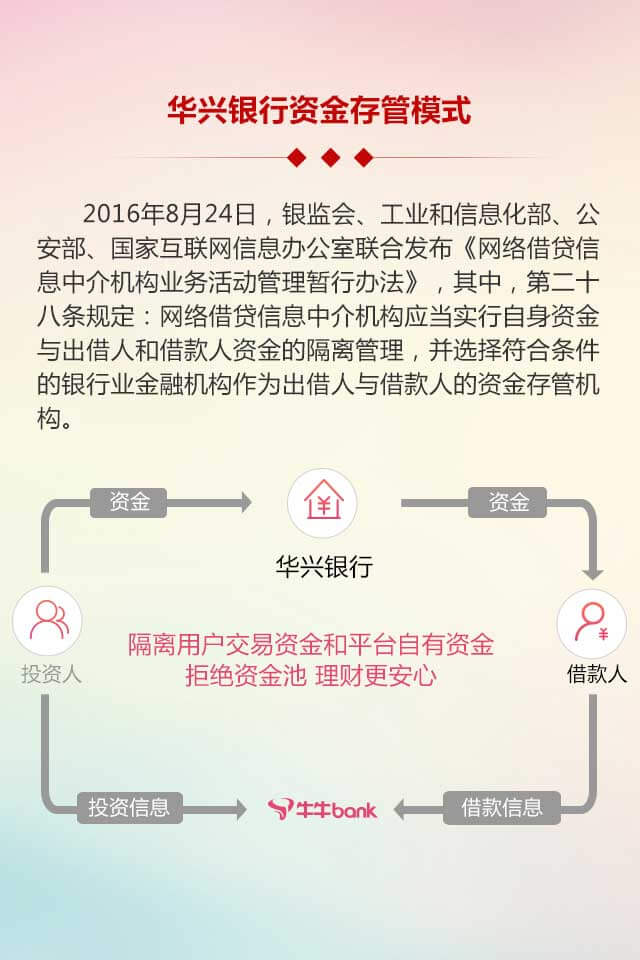 华兴银行资金存管模式
2016年8月24日，银监会、工业和信息化部、公
安部、国家互联网信息办公室联合发布《网络借贷信
息中介机构业务活动管理暂行办法》，其中，第二十
八条规定：网络借贷信息中介机构应当实行自身资金
与出借人和借款人资金的隔离管理，并选择符合条件
的银行业金融机构作为出借人与借款人的资金存管机
构。
资金
资金
华兴银行
投资人
隔离用户交易资金和平台自有资金
拒绝资金池 理财更安心
借款人
投资信息
牛牛bank
借款信息